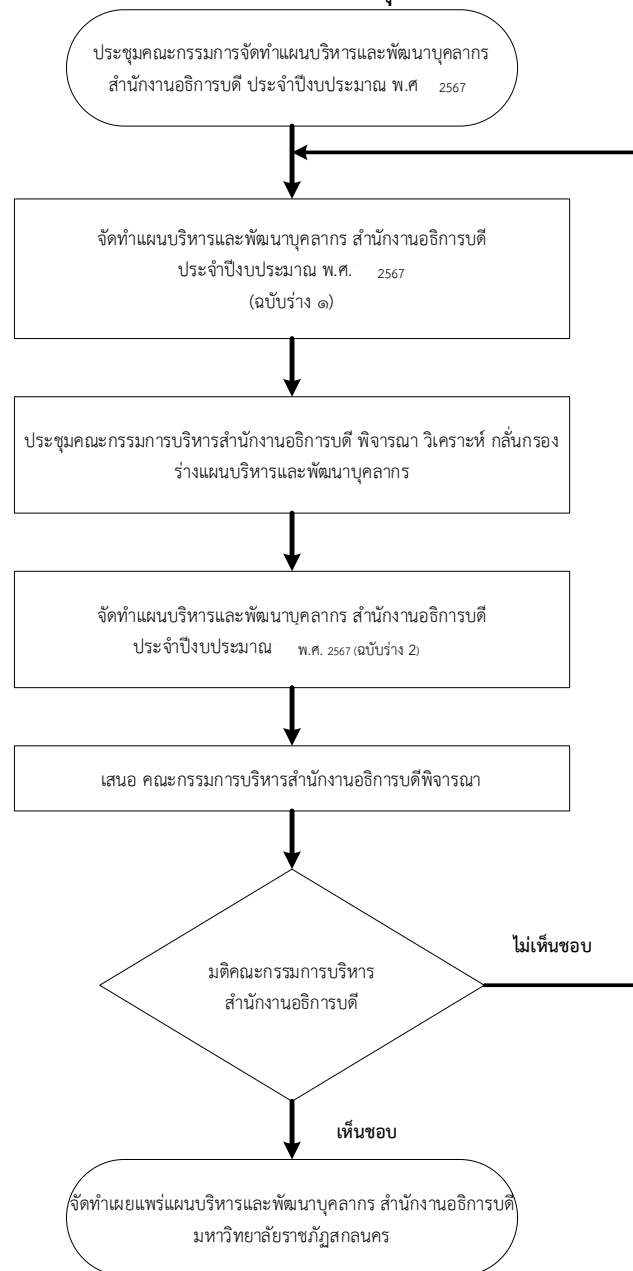 ประชุมคณะกรรมการจัดทำแผนบริหารและพัฒนาบุคลากร
สำนักงานอธิการบดี ประจำปีงบประมาณ พ.ศ 2567
จัดทำแผนบริหารและพัฒนาบุคลากร สำนักงานอธิการบดี
ประจำปีงบประมาณ พ.ศ. 2567
(ฉบับร่าง ๑)
ประชุมคณะกรรมการบริหารสำนักงานอธิการบดี พิจารณา วิเคราะห์ กลั่นกรอง
ร่างแผนบริหารและพัฒนาบุคลากร
จัดทำแผนบริหารและพัฒนาบุคลากร สำนักงานอธิการบดี
ประจำปีงบประมาณ พ.ศ. 2567 (ฉบับร่าง 2)
เสนอ คณะกรรมการบริหารสำนักงานอธิการบดีพิจารณา
ไม่เห็นชอบ
มติคณะกรรมการบริหาร
สำนักงานอธิการบดี
เห็นชอบ
จัดทำเผยแพร่แผนบริหารและพัฒนาบุคลากร สำนักงานอธิการบดี
มหาวิทยาลัยราชภัฏสกลนคร